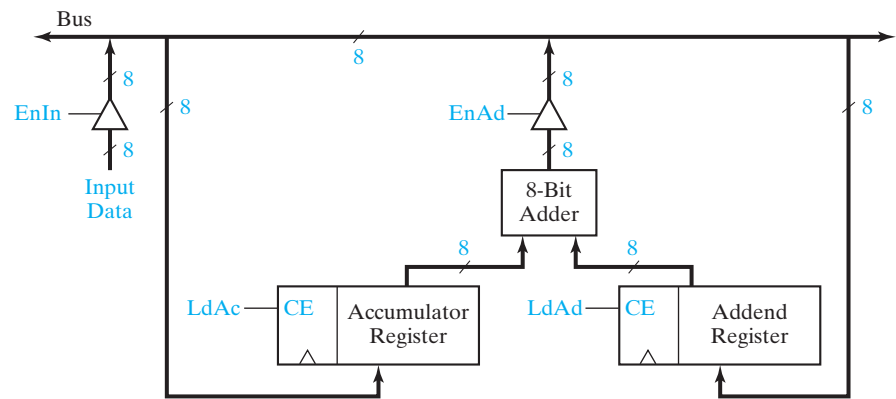 Bus
8
8
8
8
8
EnIn
EnAd
8
8
Input
Data
8-Bit
Adder
8
8
LdAc
CE
Accumulator
Register
LdAd
CE
Addend
Register